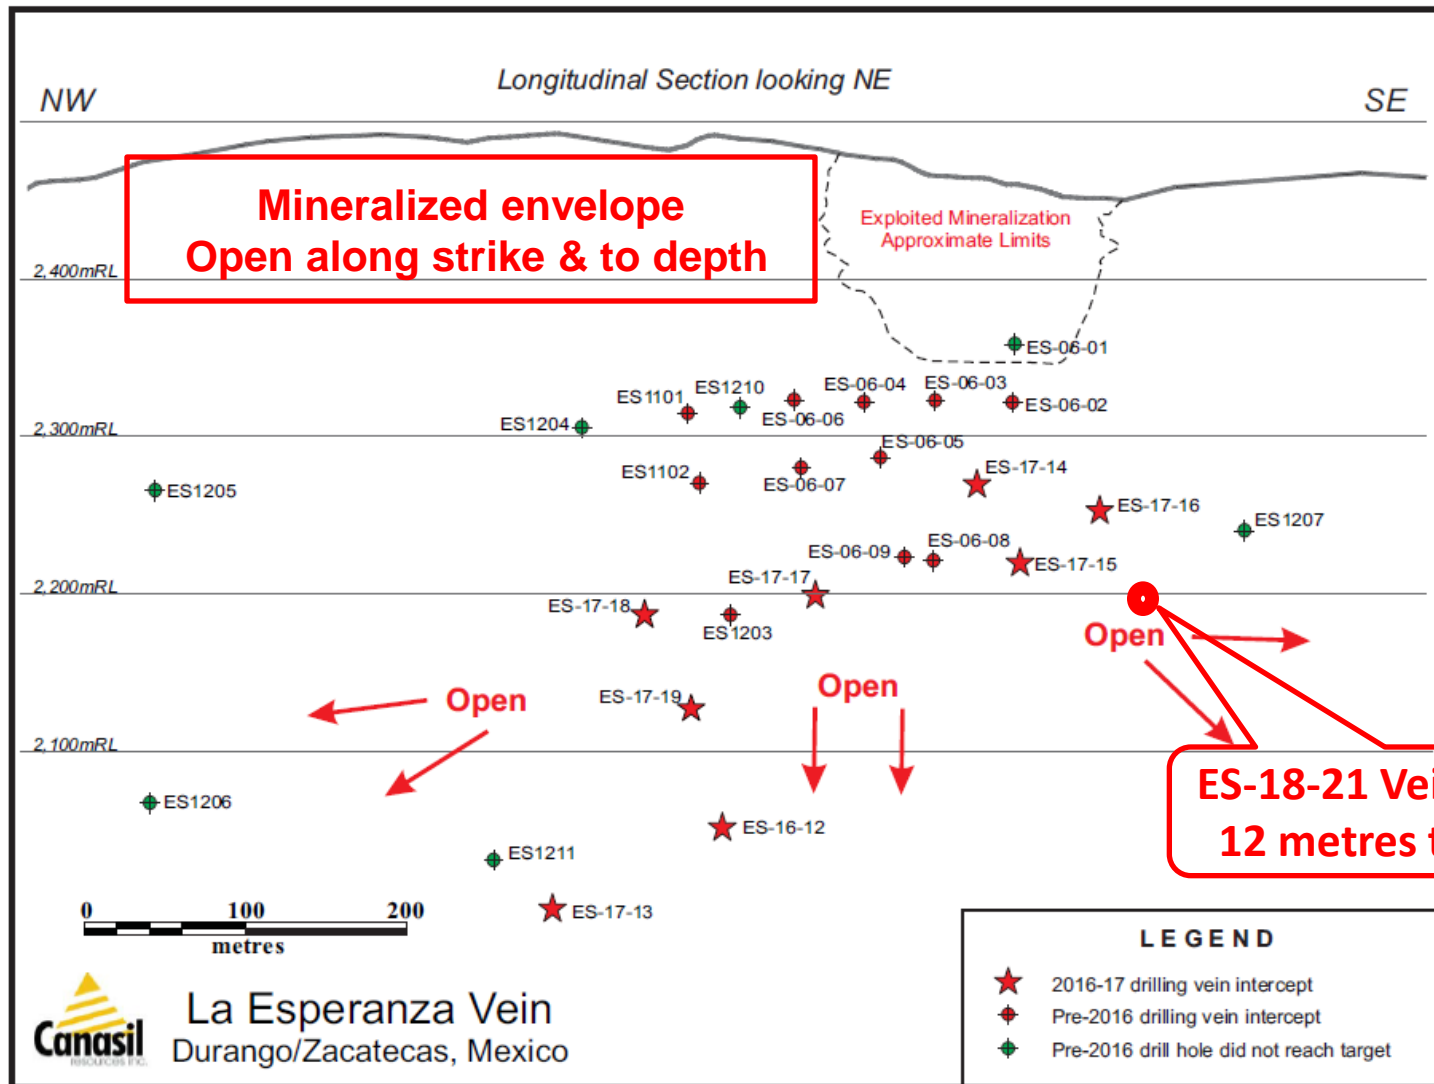 Longitudinal Section looking NE
NW
SE
Mineralized envelope
Open along strike & to depth
Exploited Mineralization
Approximate Limits
2,400mRL
ES-06-01
ES1101
ES1210
ES-06-04
ES-06-03
ES-06-02
ES1204
ES-06-06
2,300mRL
ES-06-05
ES1102
ES-06-07
ES-17-14
ES1205
ES-17-16
ES1207
ES-06-09
ES-06-08
ES-17-15
ES-17-17
2,200mRL
ES-17-18
ES1203
Open
ES-17-19
Open
Open
2,100mRL
ES-18-21 Vei
12 metres t
ES1206
ES-16-12
ES1211
ES-17-13
0 100 200
metres
LEGEND
2016-17 drilling vein intercept
Pre-2016 drilling vein intercept
Pre-2016 drill hole did not reach target
Canasil
resources inc.
La Esperanza Vein
Durango/Zacatecas, Mexico